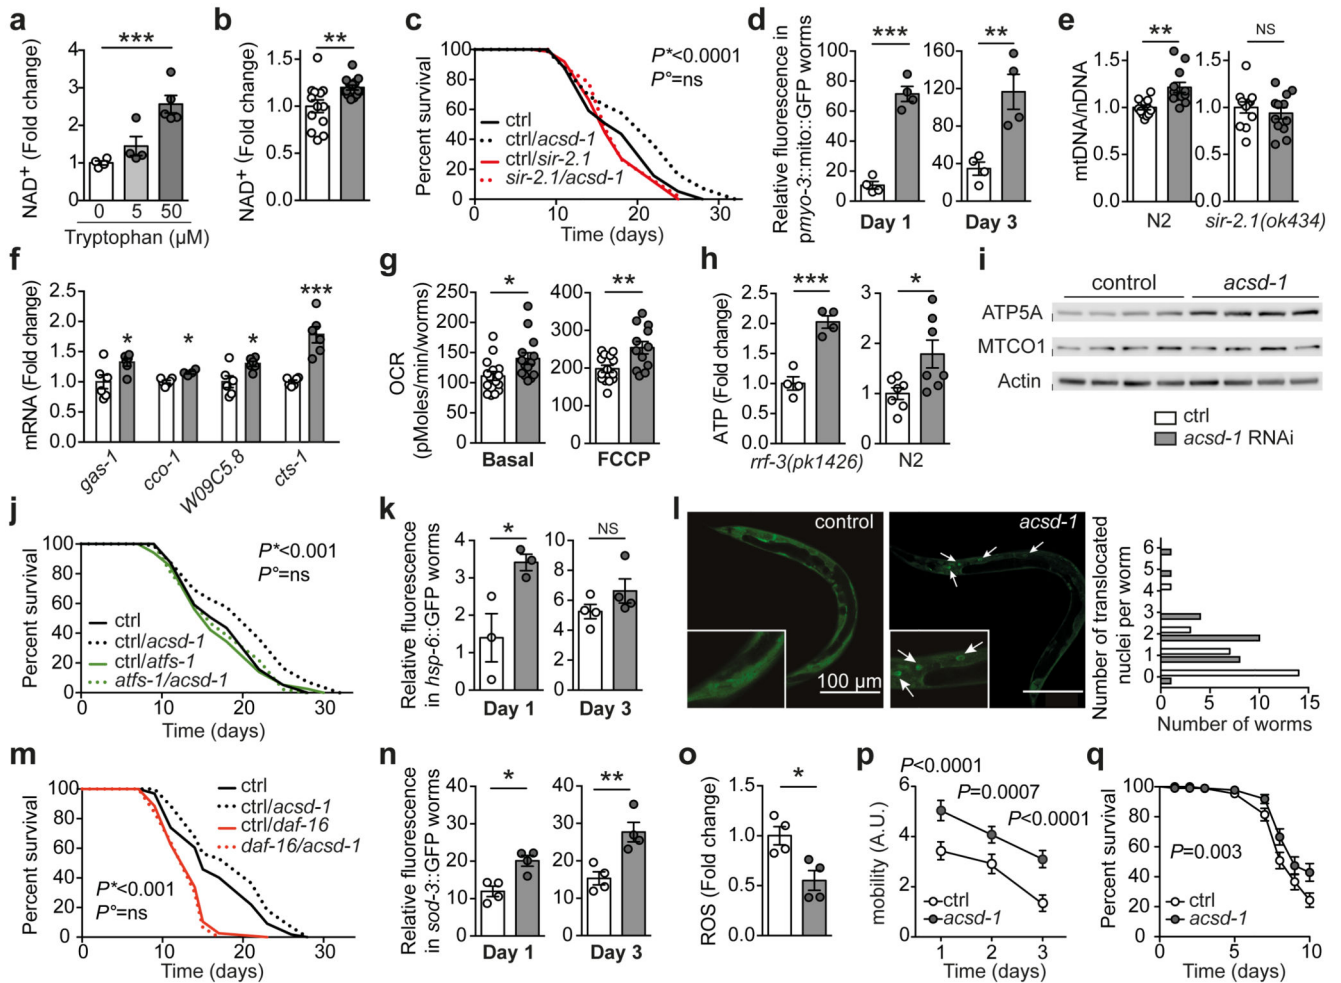 a
NAD+ (Fold change)
4
3
2
1
0
***
0 5 50
Tryptophan (µM)
b
NAD+ (Fold change)
1.5
1.0
0.5
0.0
**
c
Percent survival
100
80
60
40
20
0
0 10 20 30
Time (days)
P*<0.0001
P°=ns
ctrl
ctrl/acsd-1
ctrl/sir-2.1
sir-2.1/acsd-1
d
Relative fluorescence in
pmyo-3::mito::GFP worms
100
80
60
40
20
0
***
Day 1
160
120
80
40
0
**
Day 3
e
mtDNA/nDNA
1.5
1.0
0.5
0.0
**
N2
1.5
1.0
0.5
0.0
NS
sir-2.1(ok434)
f
mRNA (Fold change)
2.5
2.0
1.5
1.0
0.5
0.0
* * * ***
gas-1
cco-1
W09C5.8
cts-1
g
OCR
(pMoles/min/worms)
250
200
150
100
50
0
*
Basal
400
300
200
100
0
**
FCCP
h
ATP (Fold change)
2.5
2.0
1.5
1.0
0.5
0.0
***
rrf-3(pk1426)
3
2
1
0
*
N2
i
control acsd-1
ATP5A
MTCO1
Actin
ctrl
acsd-1 RNAi
j
Percent survival
100
80
60
40
20
0
0 10 20 30
Time (days)
P*<0.001
P°=ns
ctrl
ctrl/acsd-1
ctrl/atfs-1
atfs-1/acsd-1
k
Relative fluorescence
in hsp-6::GFP worms
4
3
2
1
0
*
Day 1
10
8
6
4
2
0
NS
Day 3
l
control
100 µm
acsd-1
Number of translocated
nuclei per worm
6
5
4
3
2
1
0
0 5 10 15
Number of worms
m
Percent survival
100
80
60
40
20
0
0 10 20 30
Time (days)
ctrl
ctrl/acsd-1
ctrl/daf-16
daf-16/acsd-1
P*<0.001
P°=ns
n
Relative fluorescence
in sod-3::GFP worms
40
30
20
10
0
*
Day 1
40
30
20
10
0
**
Day 3
o
ROS (Fold change)
1.5
1.0
0.5
0.0
*
p
mobility (A.U.)
6
4
2
0
P<0.0001
P=0.0007
P<0.0001
ctrl
acsd-1
1 2 3
Time (days)
q
Percent survival
100
80
60
40
20
0
P=0.003
ctrl
acsd-1
0 5 10
Time (days)